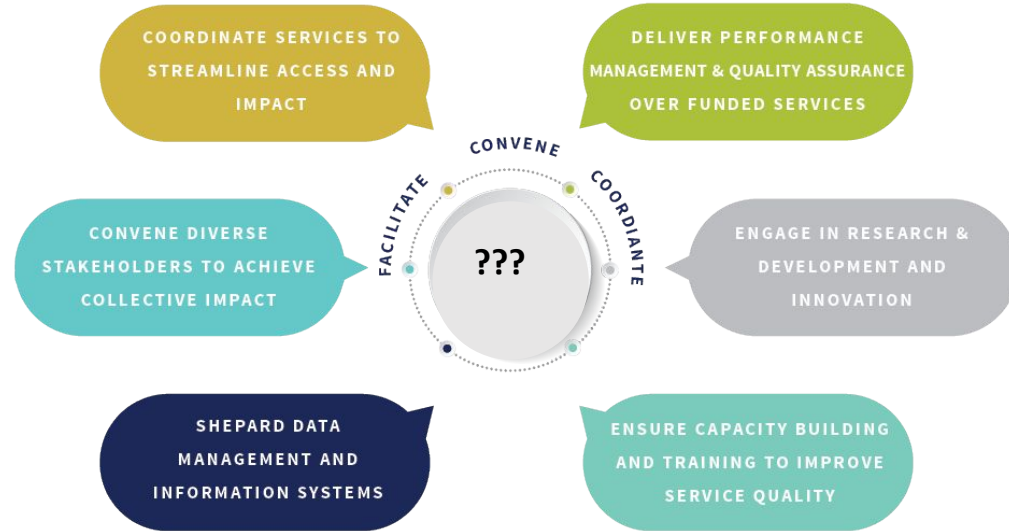 COORDINATE SERVICES TO
STREAMLINE ACCESS AND
IMPACT
DELIVER PERFORMANCE
MANAGEMENT & QUALITY ASSURANCE
OVER FUNDED SERVICES
FACILITATE
CONVENE
COORDIANTE
CONVENE DIVERSE
STAKEHOLDERS TO ACHIEVE
COLLECTIVE IMPACT
???
ENGAGE IN RESEARCH &
DEVELOPMENT AND
INNOVATION
SHEPARD DATA
MANAGEMENT AND
INFORMATION SYSTEMS
ENSURE CAPACITY BUILDING
AND TRAINING TO IMPROVE
SERVICE QUALITY